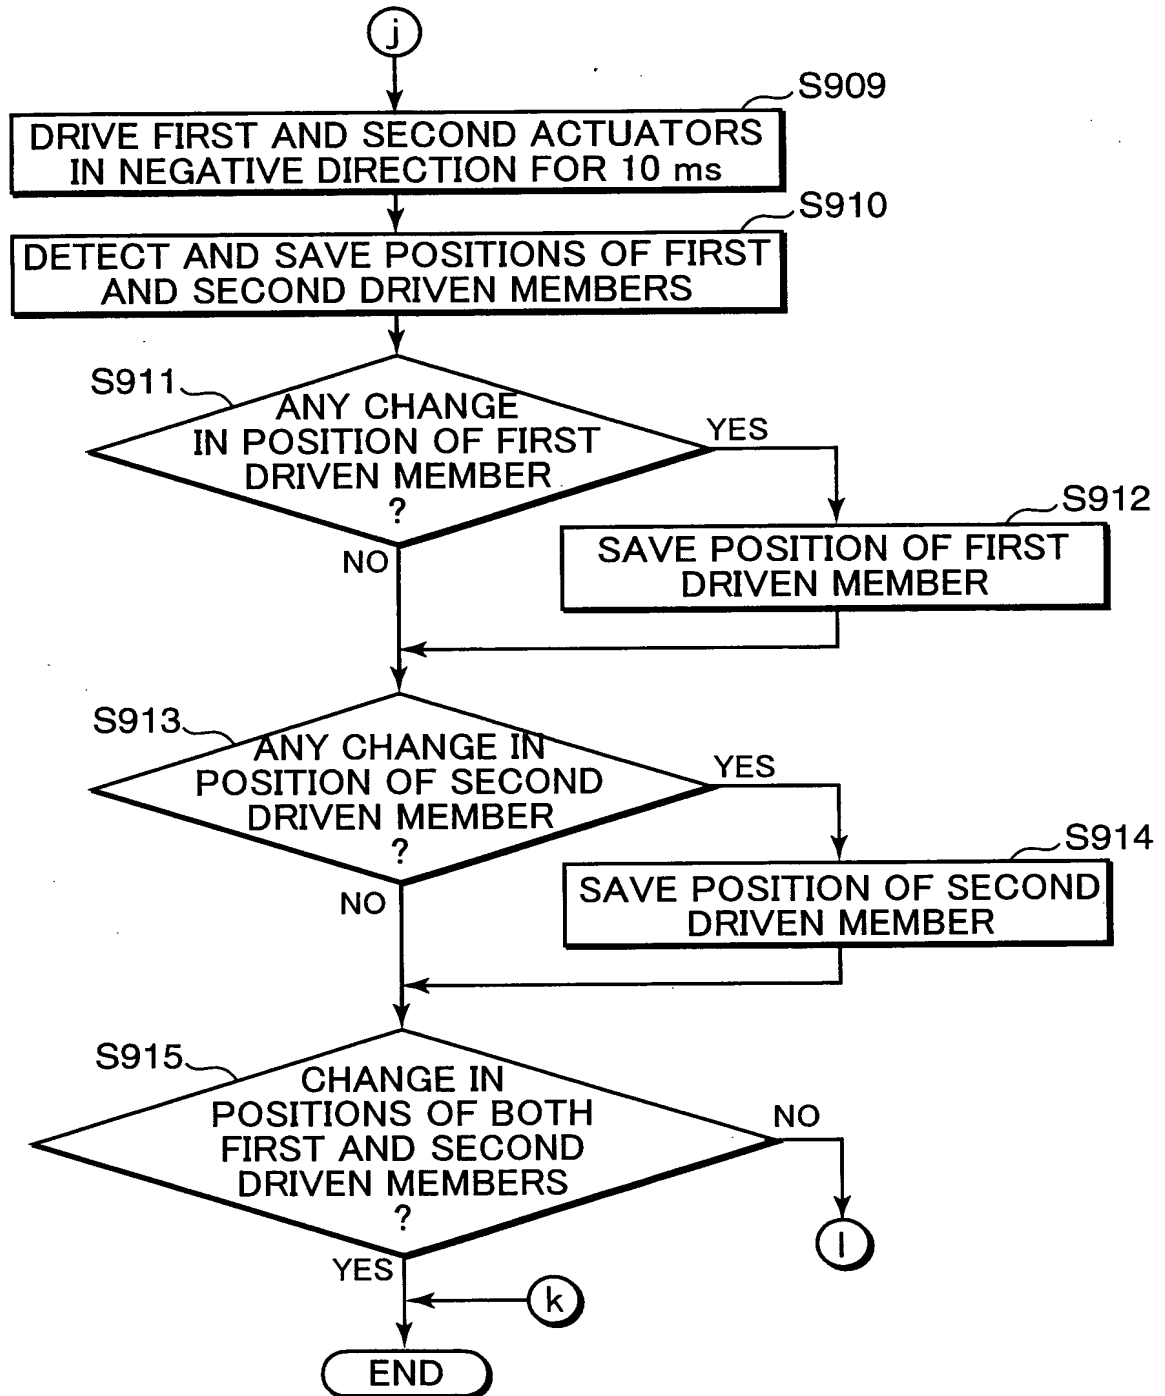 j
S909
DRIVE FIRST AND SECOND ACTUATORS
IN NEGATIVE DIRECTION FOR 10 ms
S910
DETECT AND SAVE POSITIONS OF FIRST
AND SECOND DRIVEN MEMBERS
S911
ANY CHANGE
IN POSITION OF FIRST
DRIVEN MEMBER
?
YES
NO
S912
SAVE POSITION OF FIRST
DRIVEN MEMBER
S913
ANY CHANGE IN
POSITION OF SECOND
DRIVEN MEMBER
?
YES
NO
S914
SAVE POSITION OF SECOND
DRIVEN MEMBER
S915
CHANGE IN
POSITIONS OF BOTH
FIRST AND SECOND
DRIVEN MEMBERS
?
NO
l
YES
k
END